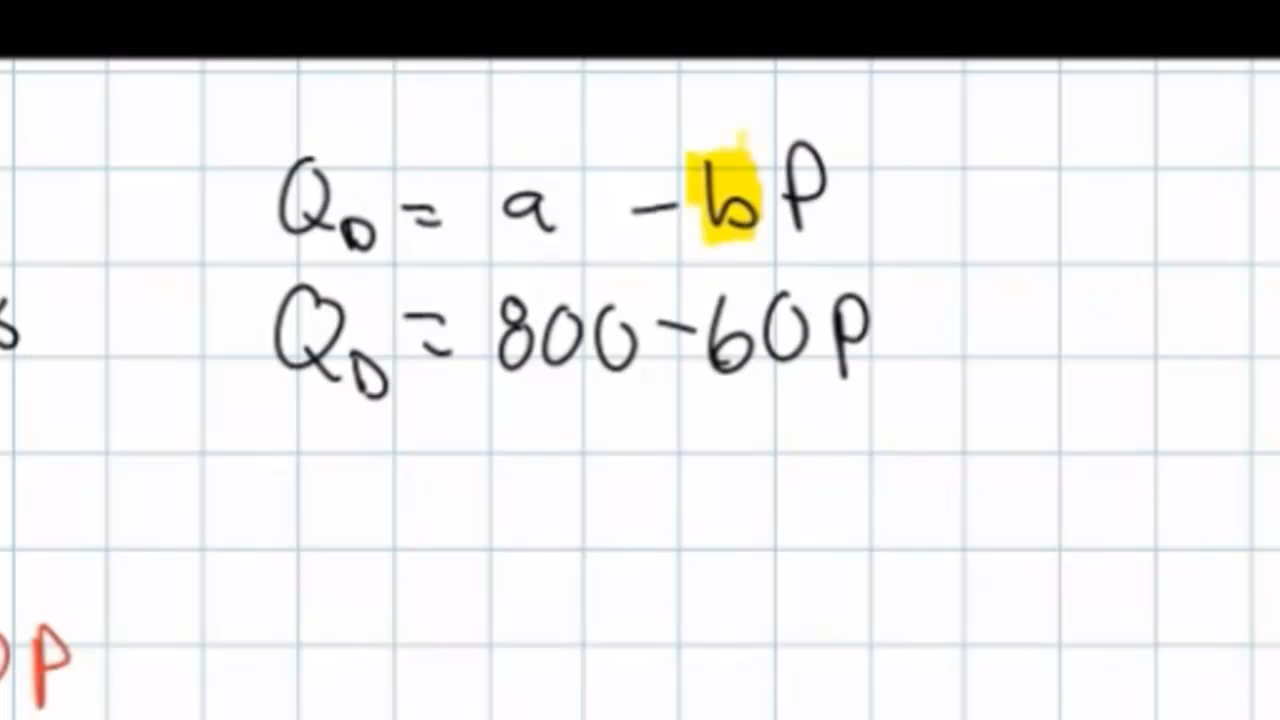 Q_D = a - bP
Q_D = 800 - 60P
P